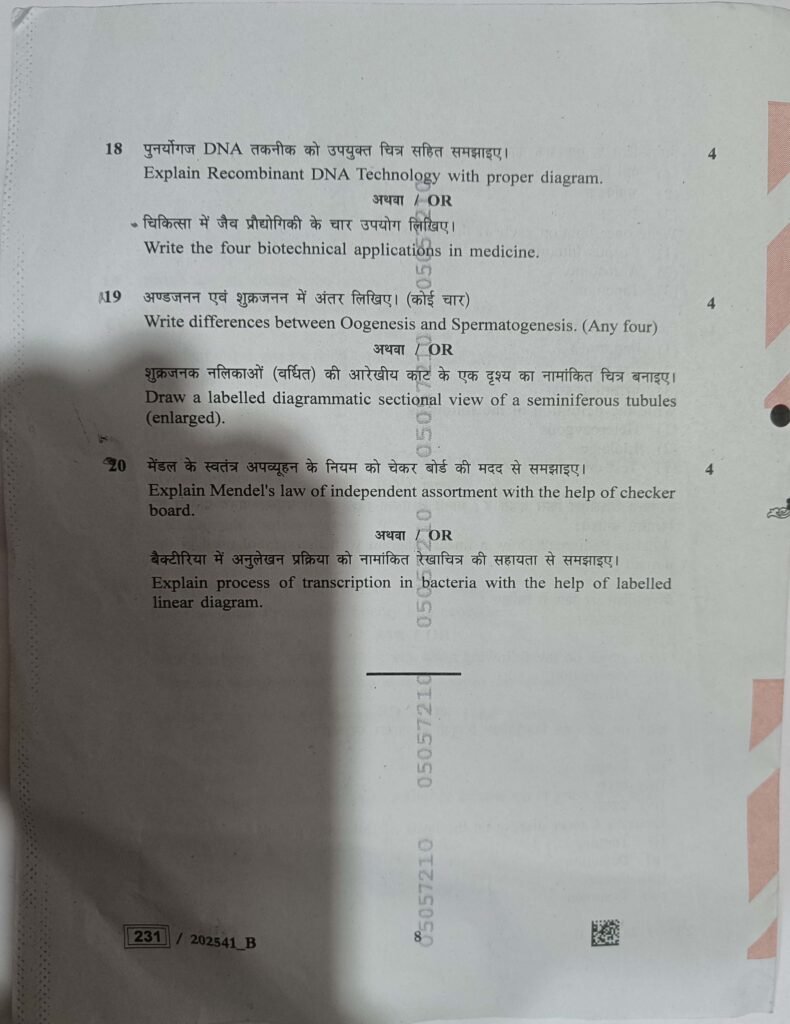 18 पुनर्योगज DNA तकनीक को उपयुक्त चित्र सहित समझाइए। 4
Explain Recombinant DNA Technology with proper diagram.
अथवा / OR
चिकित्सा में जैव प्रौद्योगिकी के चार उपयोग लिखिए।
Write the four biotechnical applications in medicine.
19 अण्डजनन एवं शुक्रजनन में अंतर लिखिए। (कोई चार) 4
Write differences between Oogenesis and Spermatogenesis. (Any four)
अथवा / OR
शुक्रजनक नलिकाओं (वर्धित) की आरेखीय काट के एक दृश्य का नामांकित चित्र बनाइए।
Draw a labelled diagrammatic sectional view of a seminiferous tubules
(enlarged).
20 मेंडल के स्वतंत्र अपव्यूहन के नियम को चेकर बोर्ड की मदद से समझाइए। 4
Explain Mendel's law of independent assortment with the help of checker
board.
अथवा / OR
बैक्टीरिया में अनुलेखन प्रक्रिया को नामांकित रेखाचित्र की सहायता से समझाइए।
Explain process of transcription in bacteria with the help of labelled
linear diagram.
05057210
05057210
05057210
05057210
05057210
231 / 202541_B
8